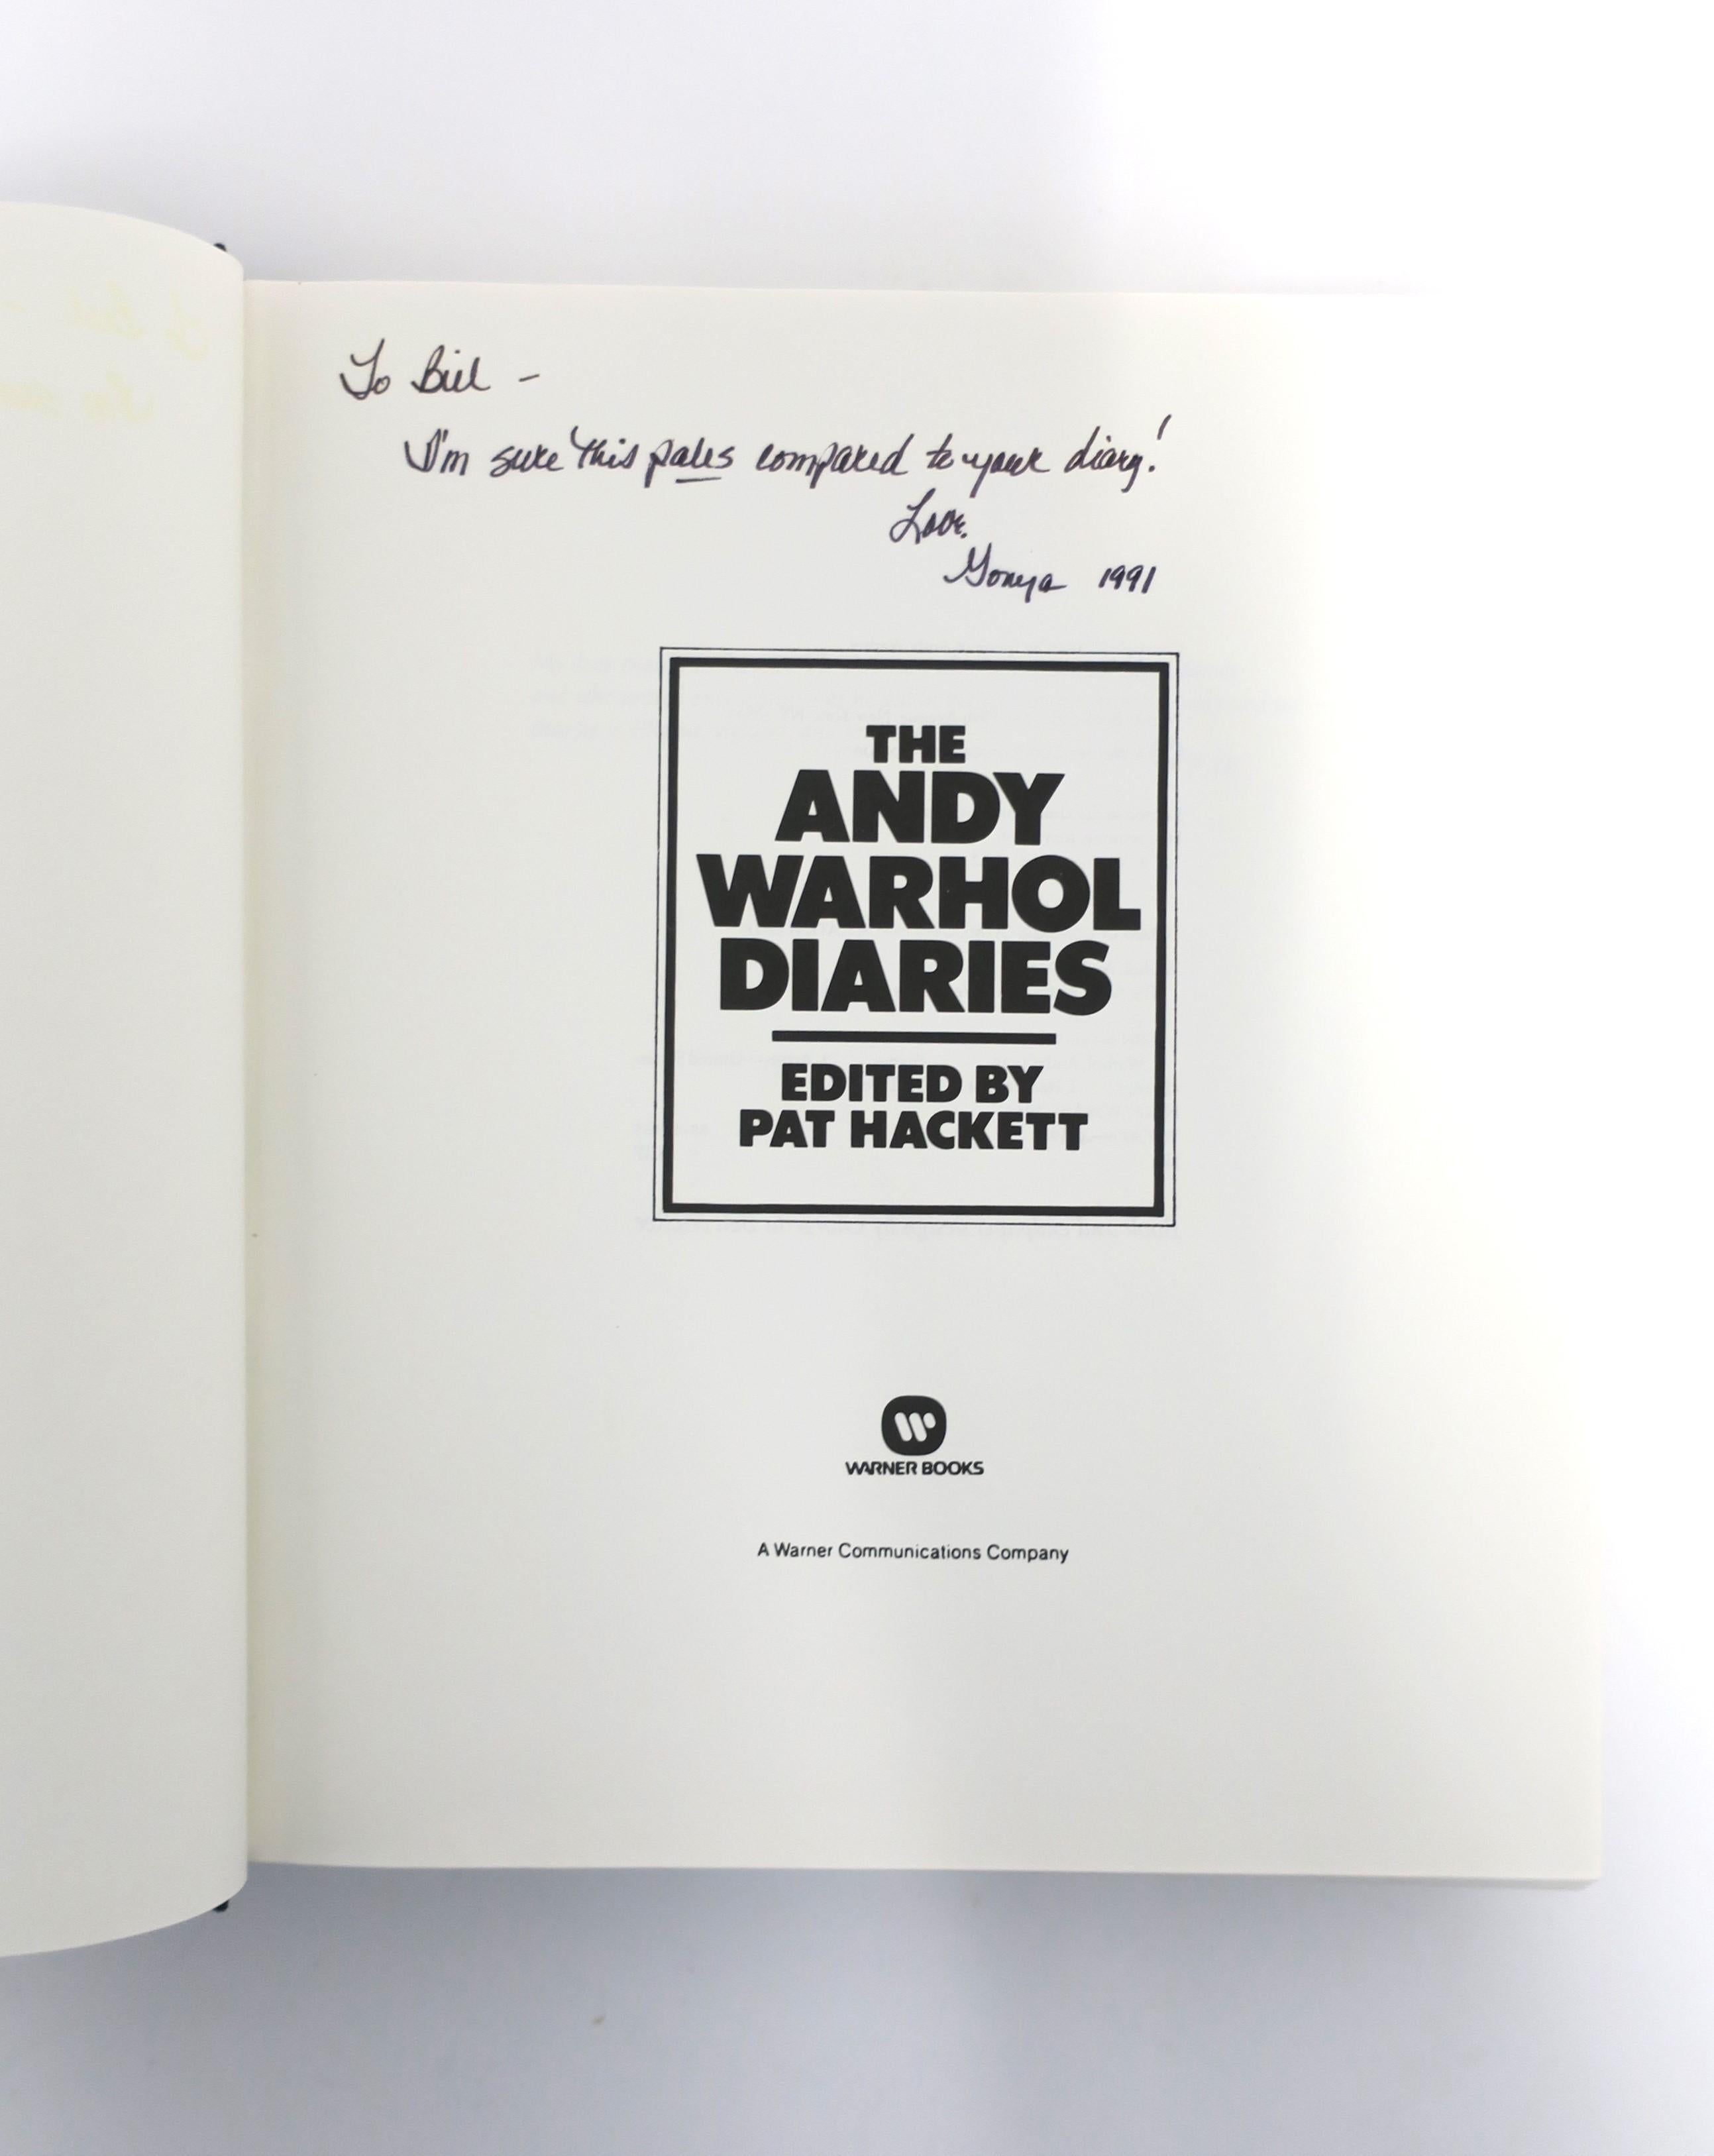 To Bill -
I'm sure this pales compared to your diary!
Love,
Tonya 1991
THE
ANDY
WARHOL
DIARIES
EDITED BY
PAT HACKETT
WARNER BOOKS
A Warner Communications Company